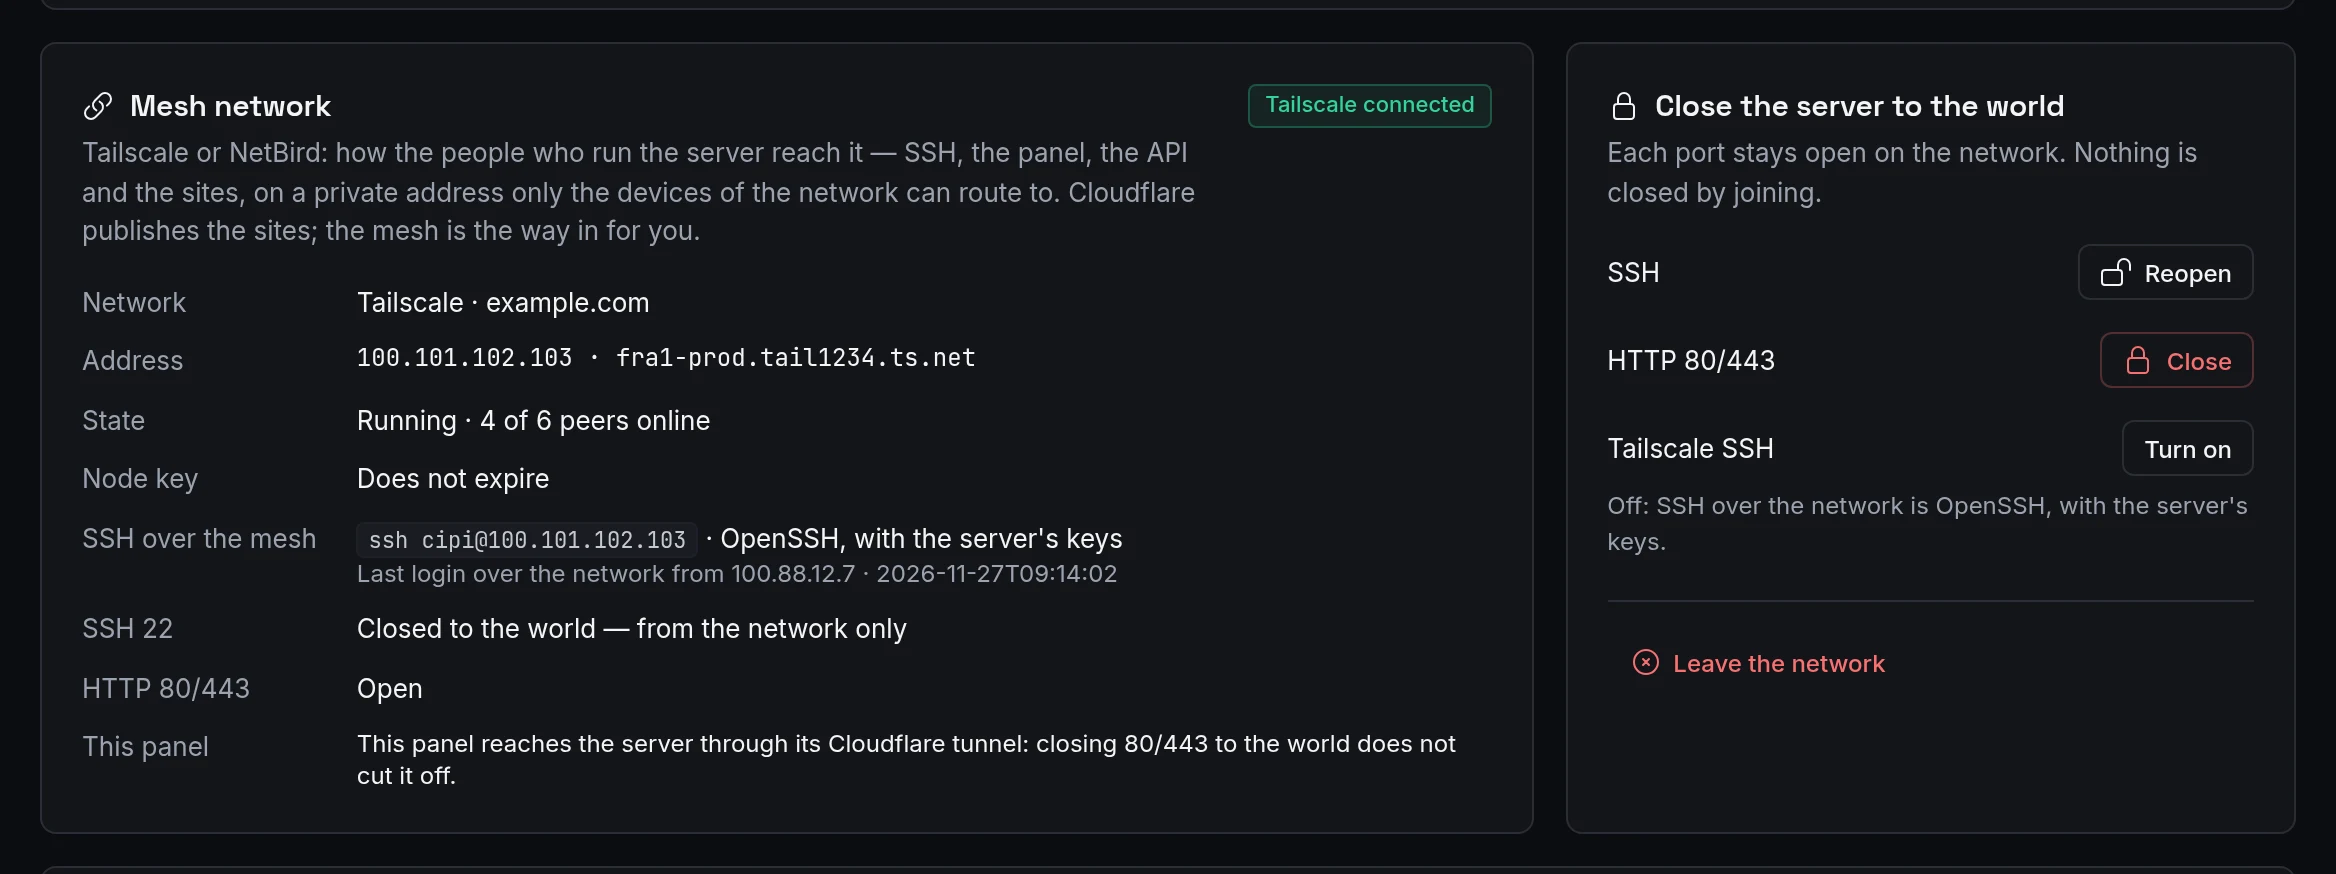 Mesh network
Tailscale connected
Tailscale or NetBird: how the people who run the server reach it — SSH, the panel, the API
and the sites, on a private address only the devices of the network can route to. Cloudflare
publishes the sites; the mesh is the way in for you.
Network Tailscale · example.com
Address 100.101.102.103 · fra1-prod.tail1234.ts.net
State Running · 4 of 6 peers online
Node key Does not expire
SSH over the mesh ssh cipi@100.101.102.103 · OpenSSH, with the server's keys
Last login over the network from 100.88.12.7 · 2026-11-27T09:14:02
SSH 22 Closed to the world — from the network only
HTTP 80/443 Open
This panel This panel reaches the server through its Cloudflare tunnel: closing 80/443 to the world does not
cut it off.
Close the server to the world
Each port stays open on the network. Nothing is
closed by joining.
SSH Reopen
HTTP 80/443 Close
Tailscale SSH Turn on
Off: SSH over the network is OpenSSH, with the server's
keys.
Leave the network